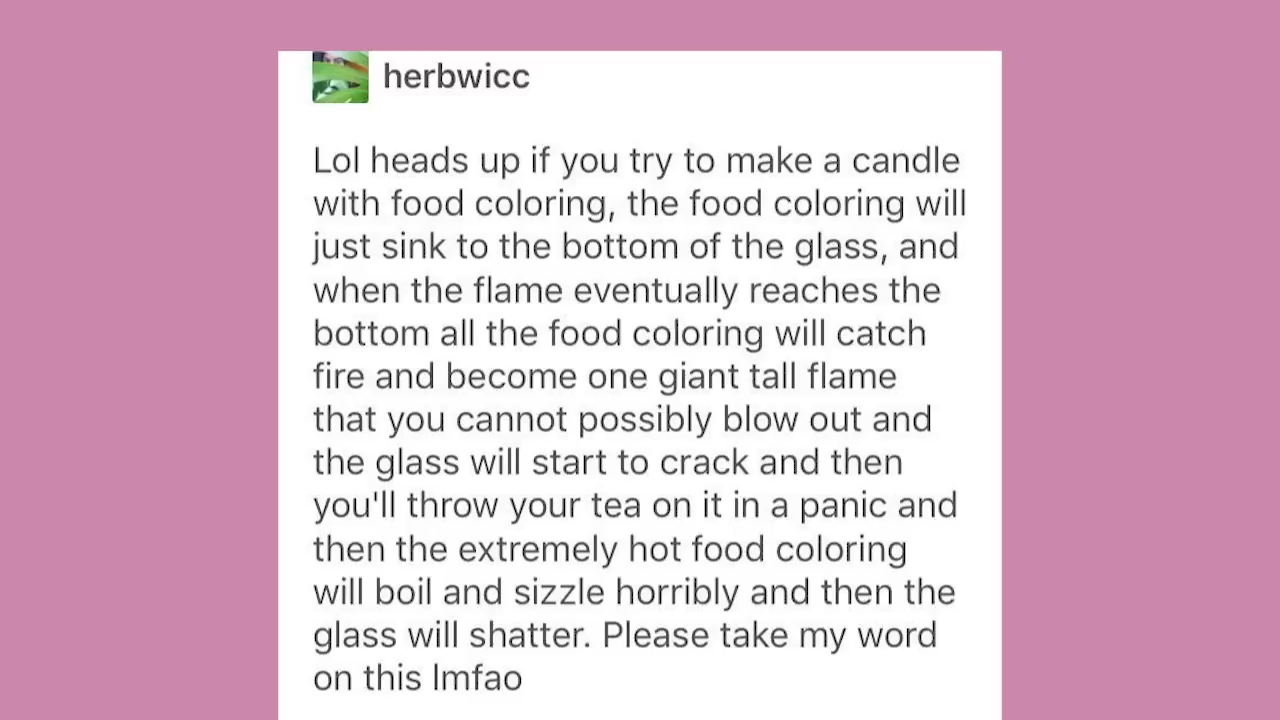 herbwicc
Lol heads up if you try to make a candle
with food coloring, the food coloring will
just sink to the bottom of the glass, and
when the flame eventually reaches the
bottom all the food coloring will catch
fire and become one giant tall flame
that you cannot possibly blow out and
the glass will start to crack and then
you'll throw your tea on it in a panic and
then the extremely hot food coloring
will boil and sizzle horribly and then the
glass will shatter. Please take my word
on this lmfao